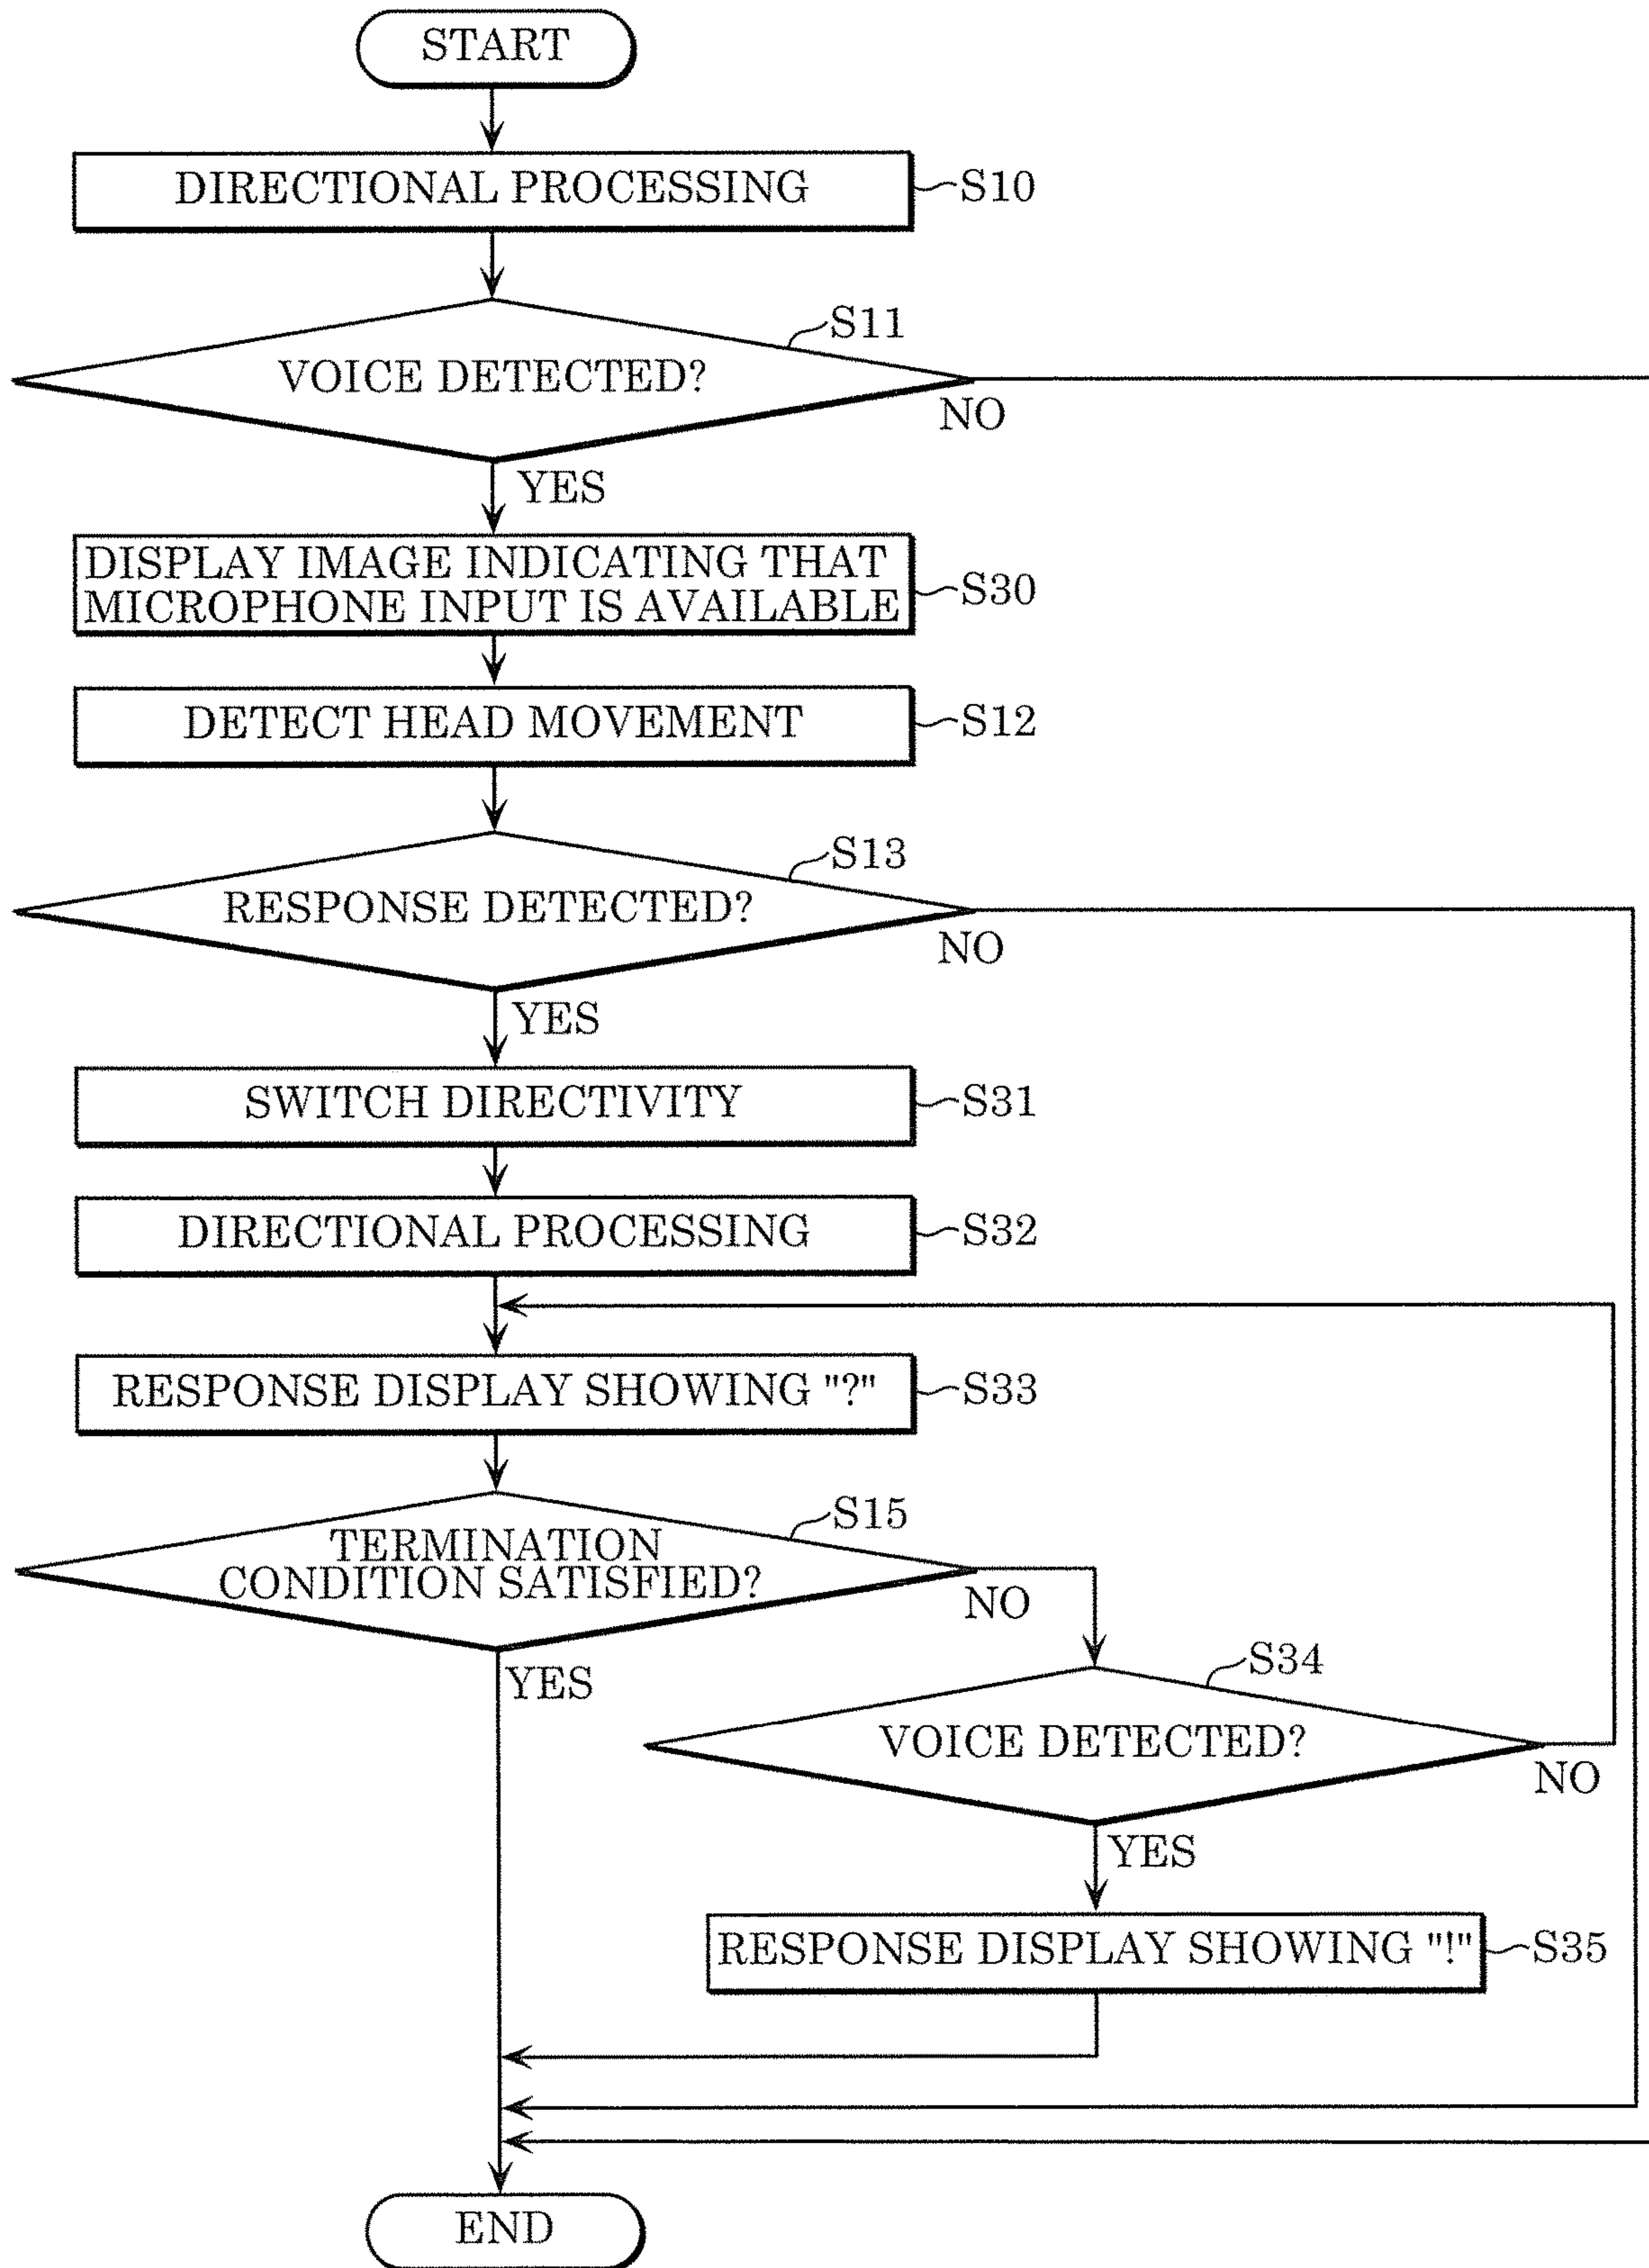 START
DIRECTIONAL PROCESSING
S10
S11
VOICE DETECTED?
NO
YES
DISPLAY IMAGE INDICATING THAT
MICROPHONE INPUT IS AVAILABLE
S30
DETECT HEAD MOVEMENT
S12
S13
RESPONSE DETECTED?
NO
YES
SWITCH DIRECTIVITY
S31
DIRECTIONAL PROCESSING
S32
RESPONSE DISPLAY SHOWING "?"
S33
S15
TERMINATION
CONDITION SATISFIED?
NO
YES
S34
VOICE DETECTED?
NO
YES
RESPONSE DISPLAY SHOWING "!"
S35
END